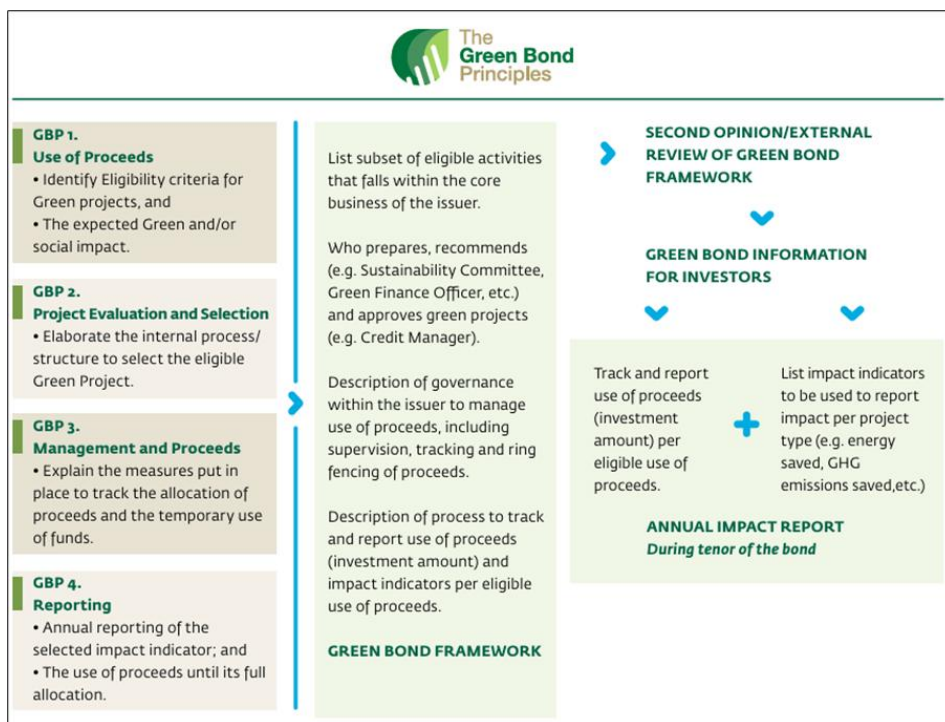 The
Green Bond
Principles
GBP 1.
Use of Proceeds
• Identify Eligibility criteria for
Green projects, and
• The expected Green and/or
social impact.
GBP 2.
Project Evaluation and Selection
• Elaborate the internal process/
structure to select the eligible
Green Project.
GBP 3.
Management and Proceeds
• Explain the measures put in
place to track the allocation of
proceeds and the temporary use
of funds.
GBP 4.
Reporting
• Annual reporting of the
selected impact indicator; and
• The use of proceeds until its full
allocation.
List subset of eligible activities
that falls within the core
business of the issuer.
Who prepares, recommends
(e.g. Sustainability Committee,
Green Finance Officer, etc.)
and approves green projects
(e.g. Credit Manager).
Description of governance
within the issuer to manage
use of proceeds, including
supervision, tracking and ring
fencing of proceeds.
Description of process to track
and report use of proceeds
(investment amount) and
impact indicators per eligible
use of proceeds.
GREEN BOND FRAMEWORK
SECOND OPINION/EXTERNAL
REVIEW OF GREEN BOND
FRAMEWORK
GREEN BOND INFORMATION
FOR INVESTORS
Track and report
use of proceeds
(investment
amount) per
eligible use of
proceeds.
List impact indicators
to be used to report
impact per project
type (e.g. energy
saved, GHG
emissions saved,etc.)
ANNUAL IMPACT REPORT
During tenor of the bond